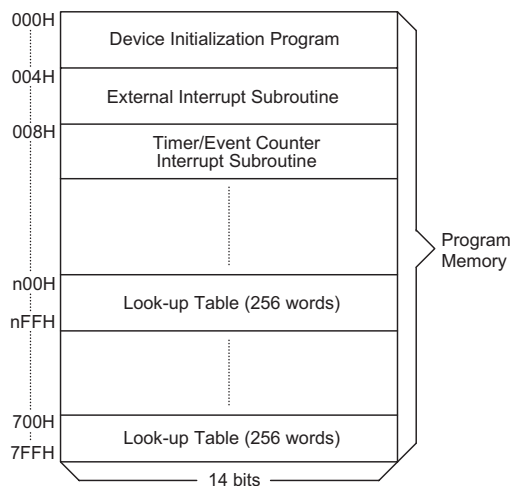 000H
Device Initialization Program
004H
External Interrupt Subroutine
008H
Timer/Event Counter
Interrupt Subroutine
Program
Memory
n00H
Look-up Table (256 words)
nFFH
700H
Look-up Table (256 words)
7FFH
14 bits